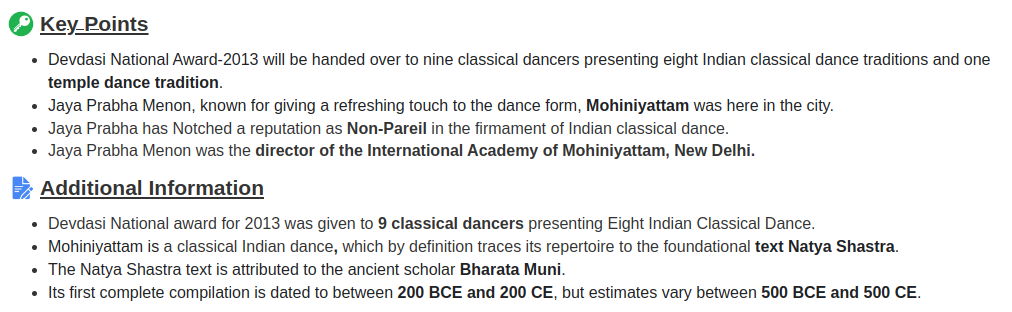 Key Points
• Devdasi National Award-2013 will be handed over to nine classical dancers presenting eight Indian classical dance traditions and one
temple dance tradition.
• Jaya Prabha Menon, known for giving a refreshing touch to the dance form, Mohiniyattam was here in the city.
• Jaya Prabha has Notched a reputation as Non-Pareil in the firmament of Indian classical dance.
• Jaya Prabha Menon was the director of the International Academy of Mohiniyattam, New Delhi.
Additional Information
• Devdasi National award for 2013 was given to 9 classical dancers presenting Eight Indian Classical Dance.
• Mohiniyattam is a classical Indian dance, which by definition traces its repertoire to the foundational text Natya Shastra.
• The Natya Shastra text is attributed to the ancient scholar Bharata Muni.
• Its first complete compilation is dated to between 200 BCE and 200 CE, but estimates vary between 500 BCE and 500 CE.